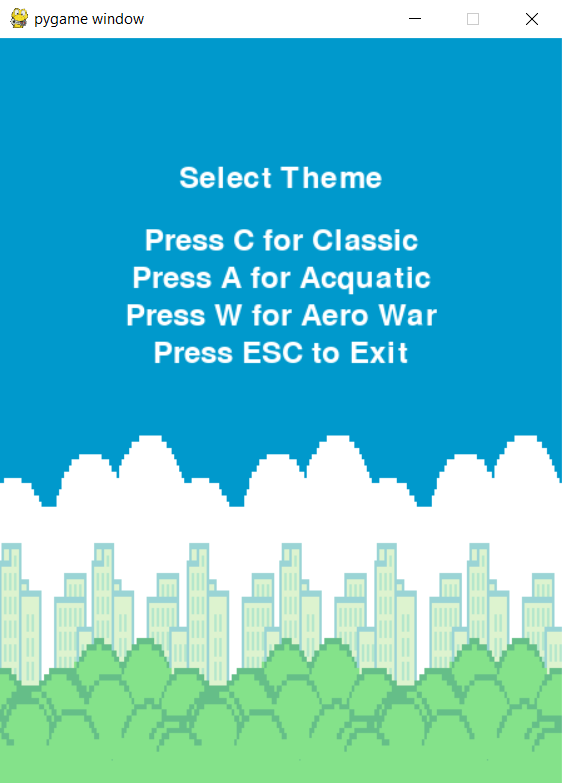 pygame window
Select Theme
Press C for Classic
Press A for Acquatic
Press W for Aero War
Press ESC to Exit